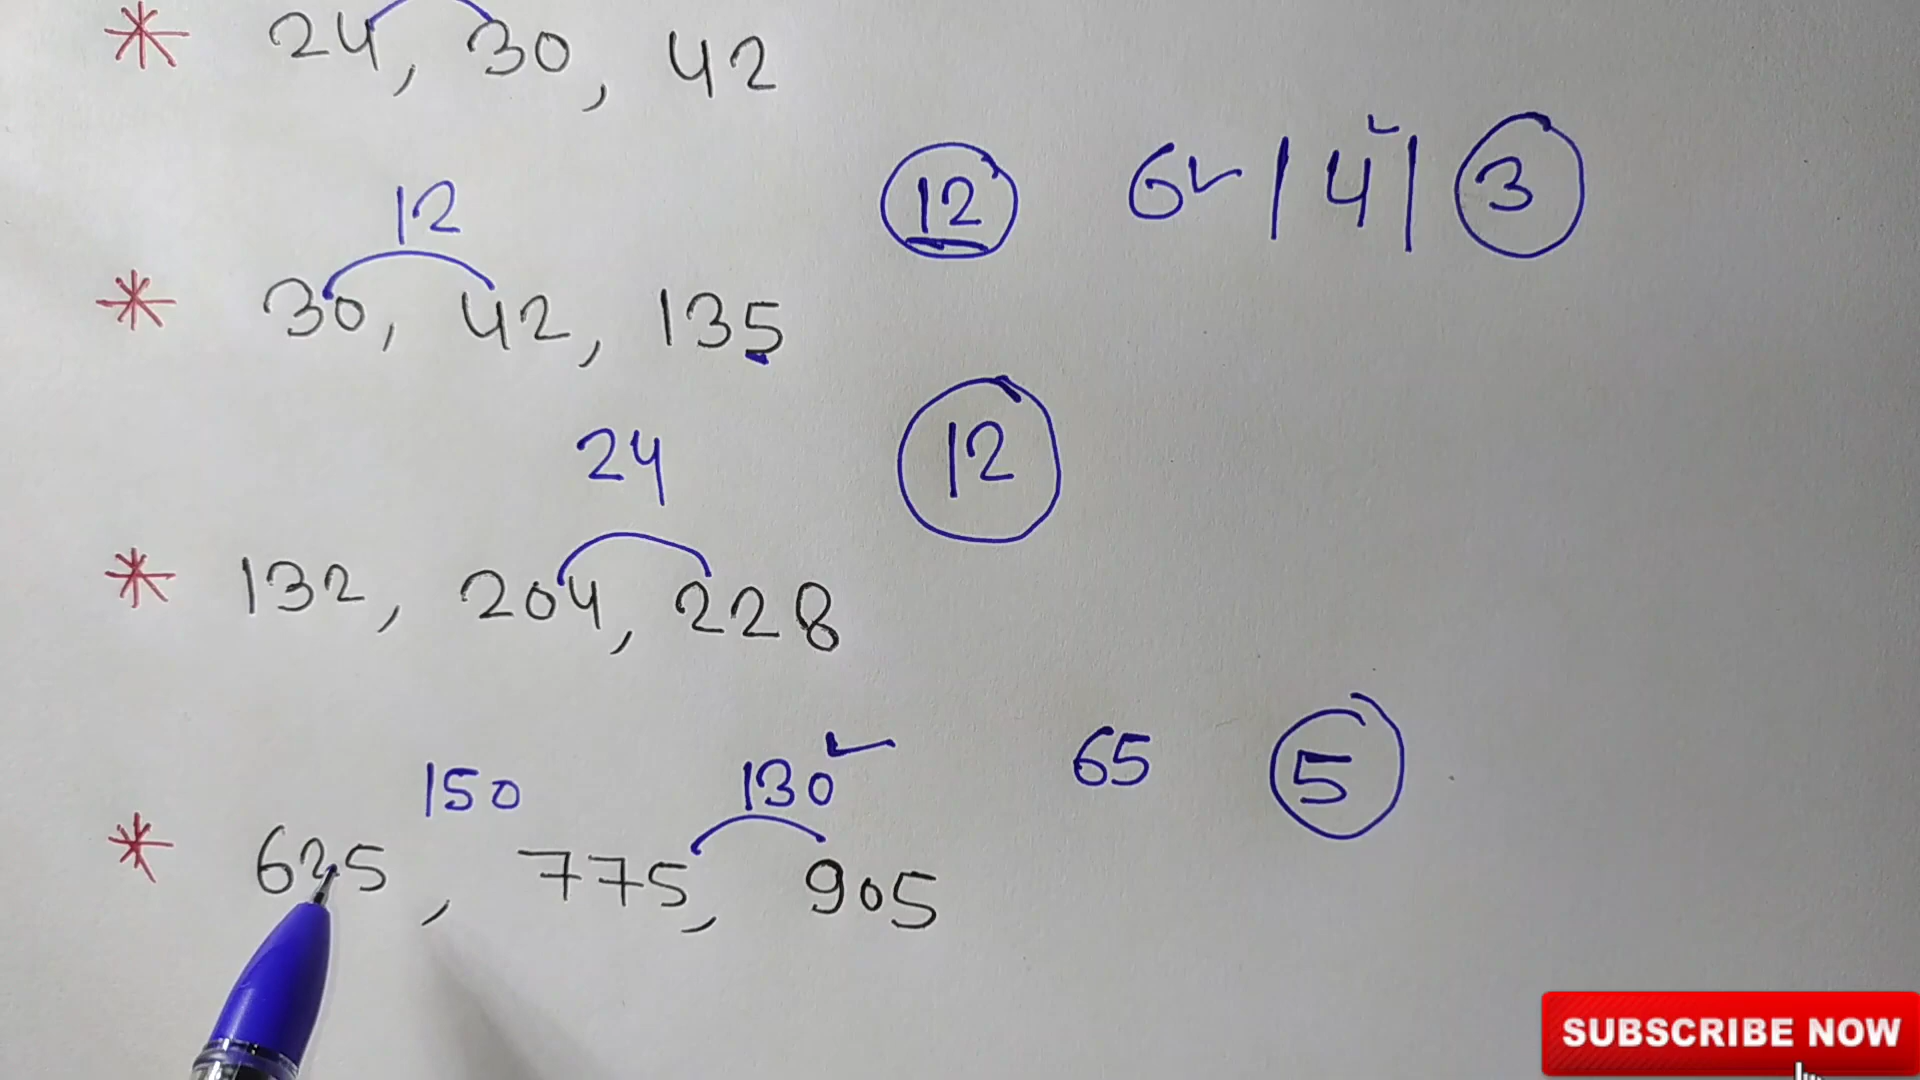 * 24, 30, 42
12
12 6 | 4 | 3
* 30, 42, 135
24
12
* 132, 204, 228
150 130 65 5
* 625, 775, 905
SUBSCRIBE NOW